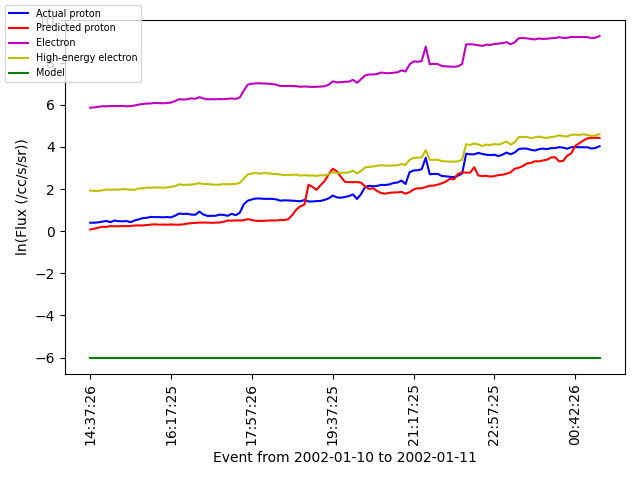 Actual proton
Predicted proton
Electron
High-energy electron
Model
ln(Flux (/cc/s/sr))
6
4
2
0
−2
−4
−6
14:37:26
16:17:25
17:57:26
19:37:25
21:17:25
22:57:25
00:42:26
Event from 2002-01-10 to 2002-01-11